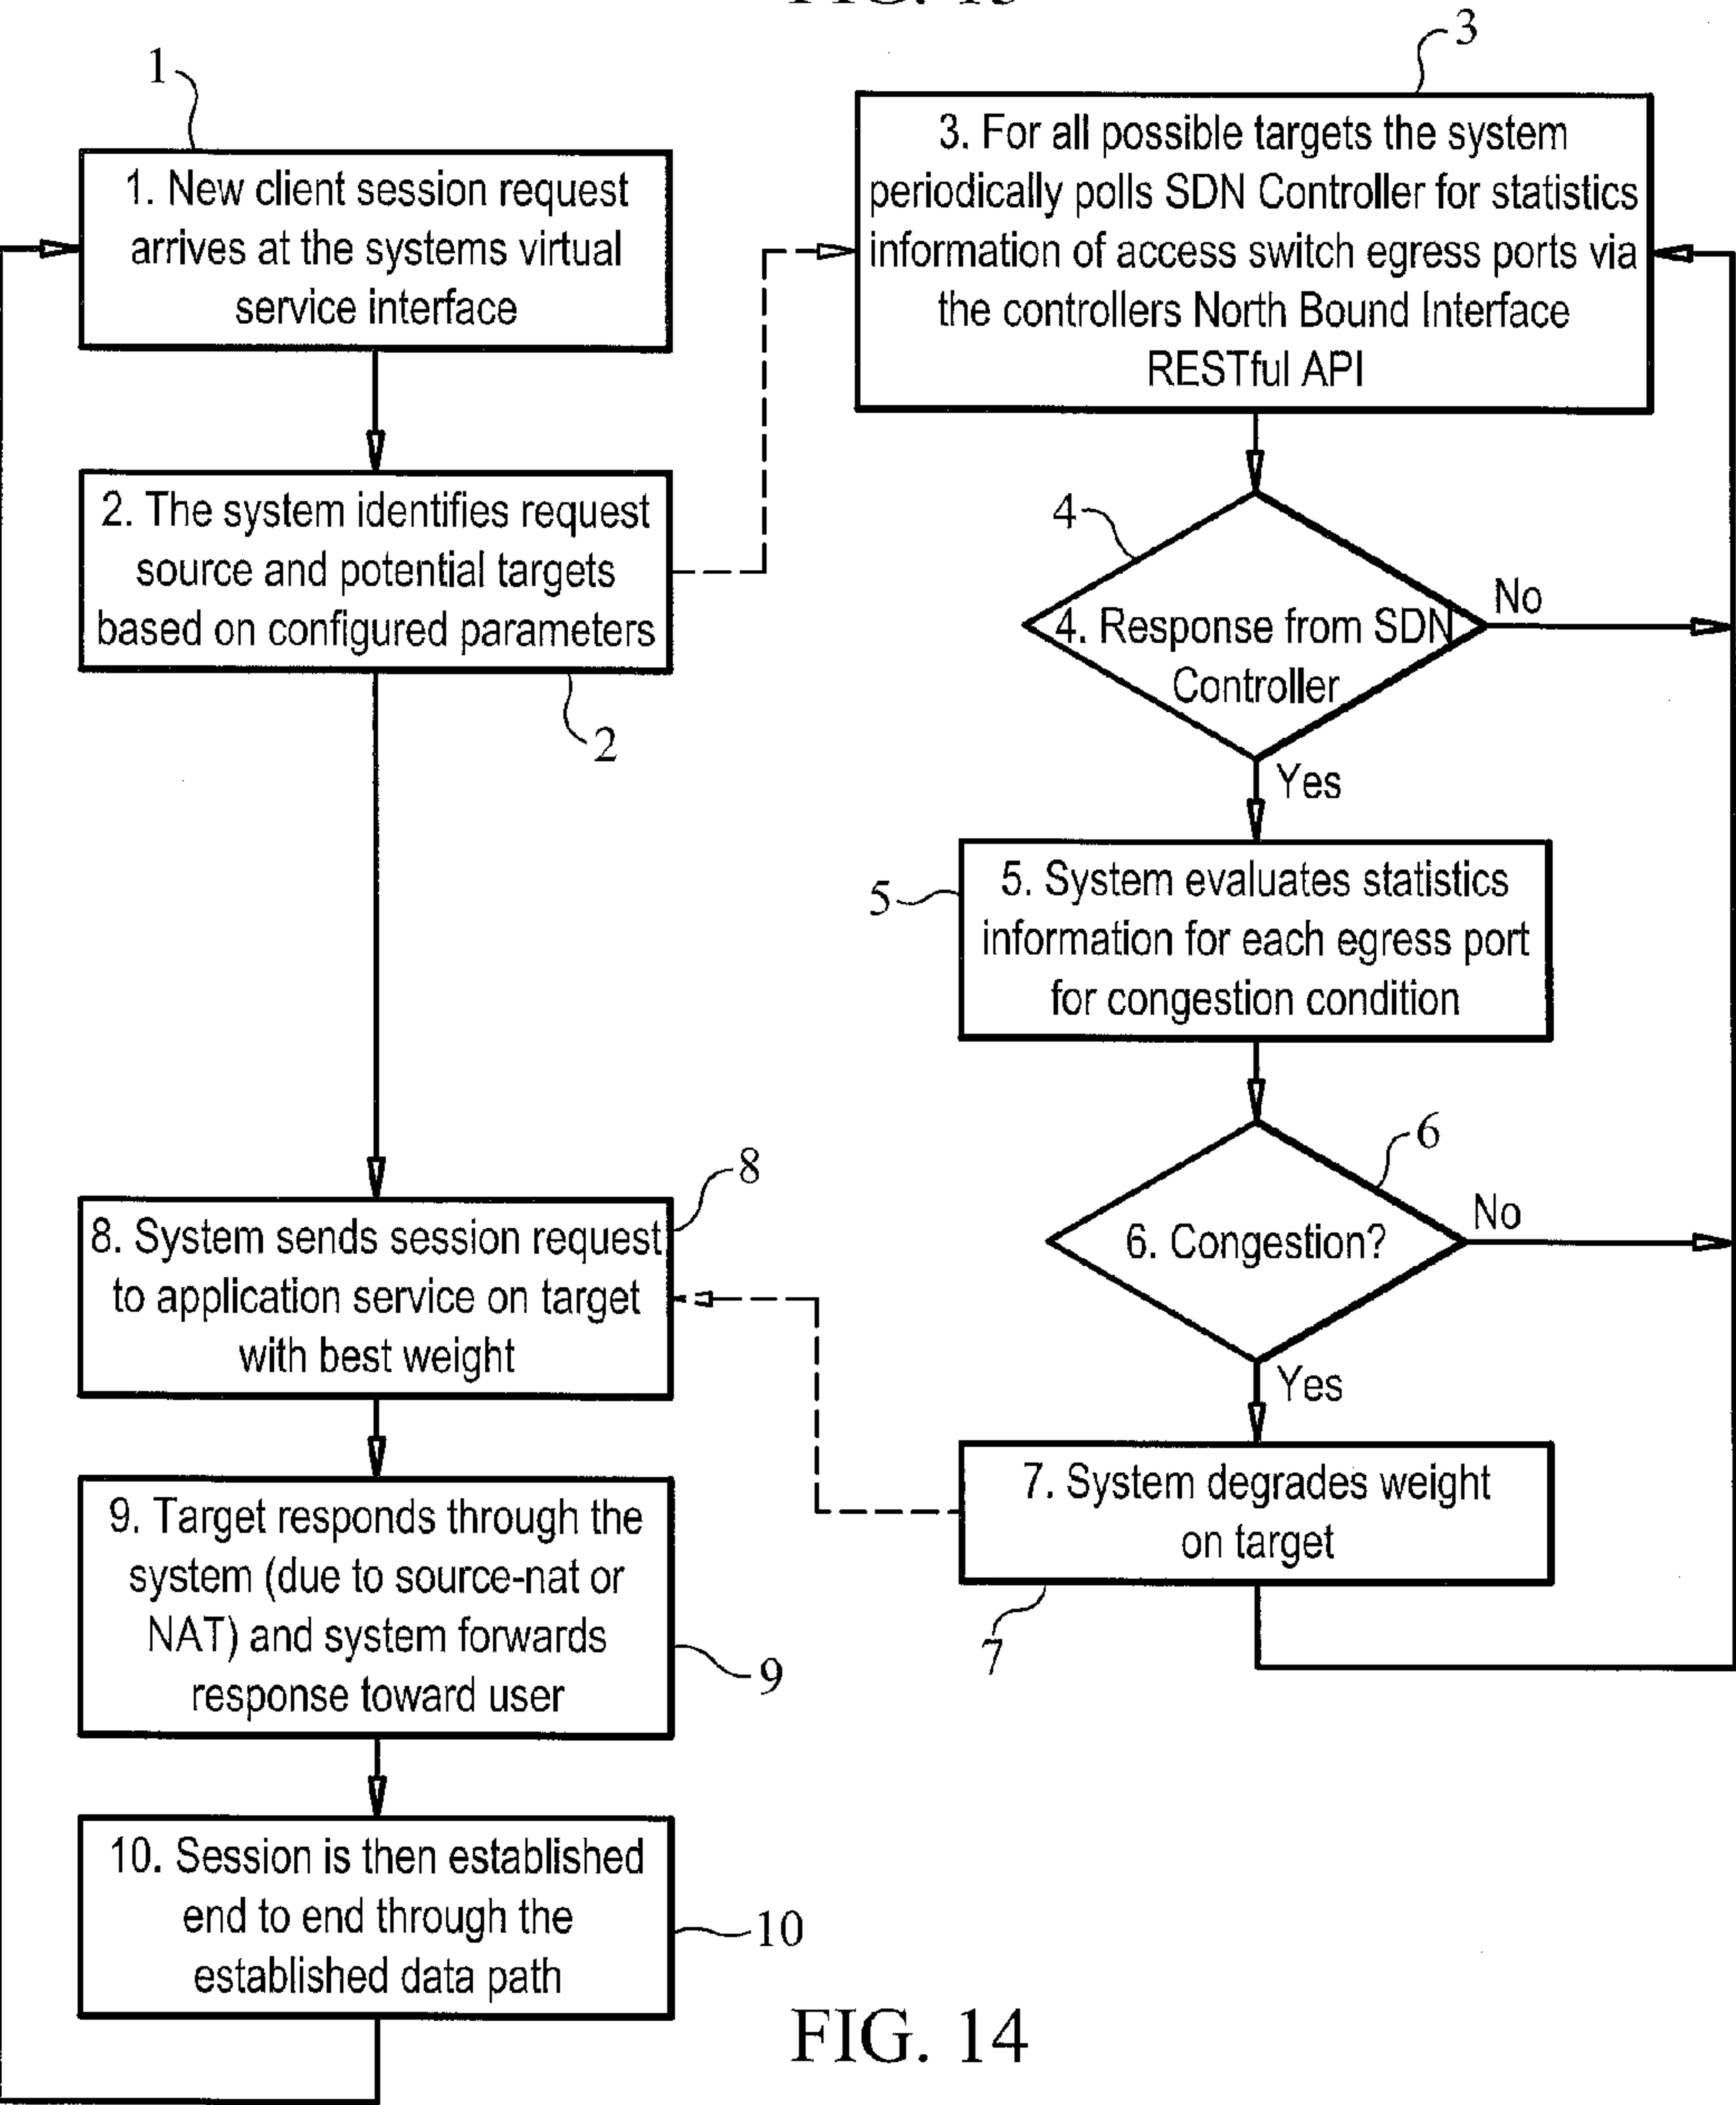 1
1. New client session request
arrives at the systems virtual
service interface
2. The system identifies request
source and potential targets
based on configured parameters
2
3
3. For all possible targets the system
periodically polls SDN Controller for statistics
information of access switch egress ports via
the controllers North Bound Interface
RESTful API
4
4. Response from SDN
Controller
No
Yes
5
5. System evaluates statistics
information for each egress port
for congestion condition
6
6. Congestion?
No
Yes
7. System degrades weight
on target
7
8
8. System sends session request
to application service on target
with best weight
9. Target responds through the
system (due to source-nat or
NAT) and system forwards
response toward user
9
10. Session is then established
end to end through the
established data path
10
FIG. 14